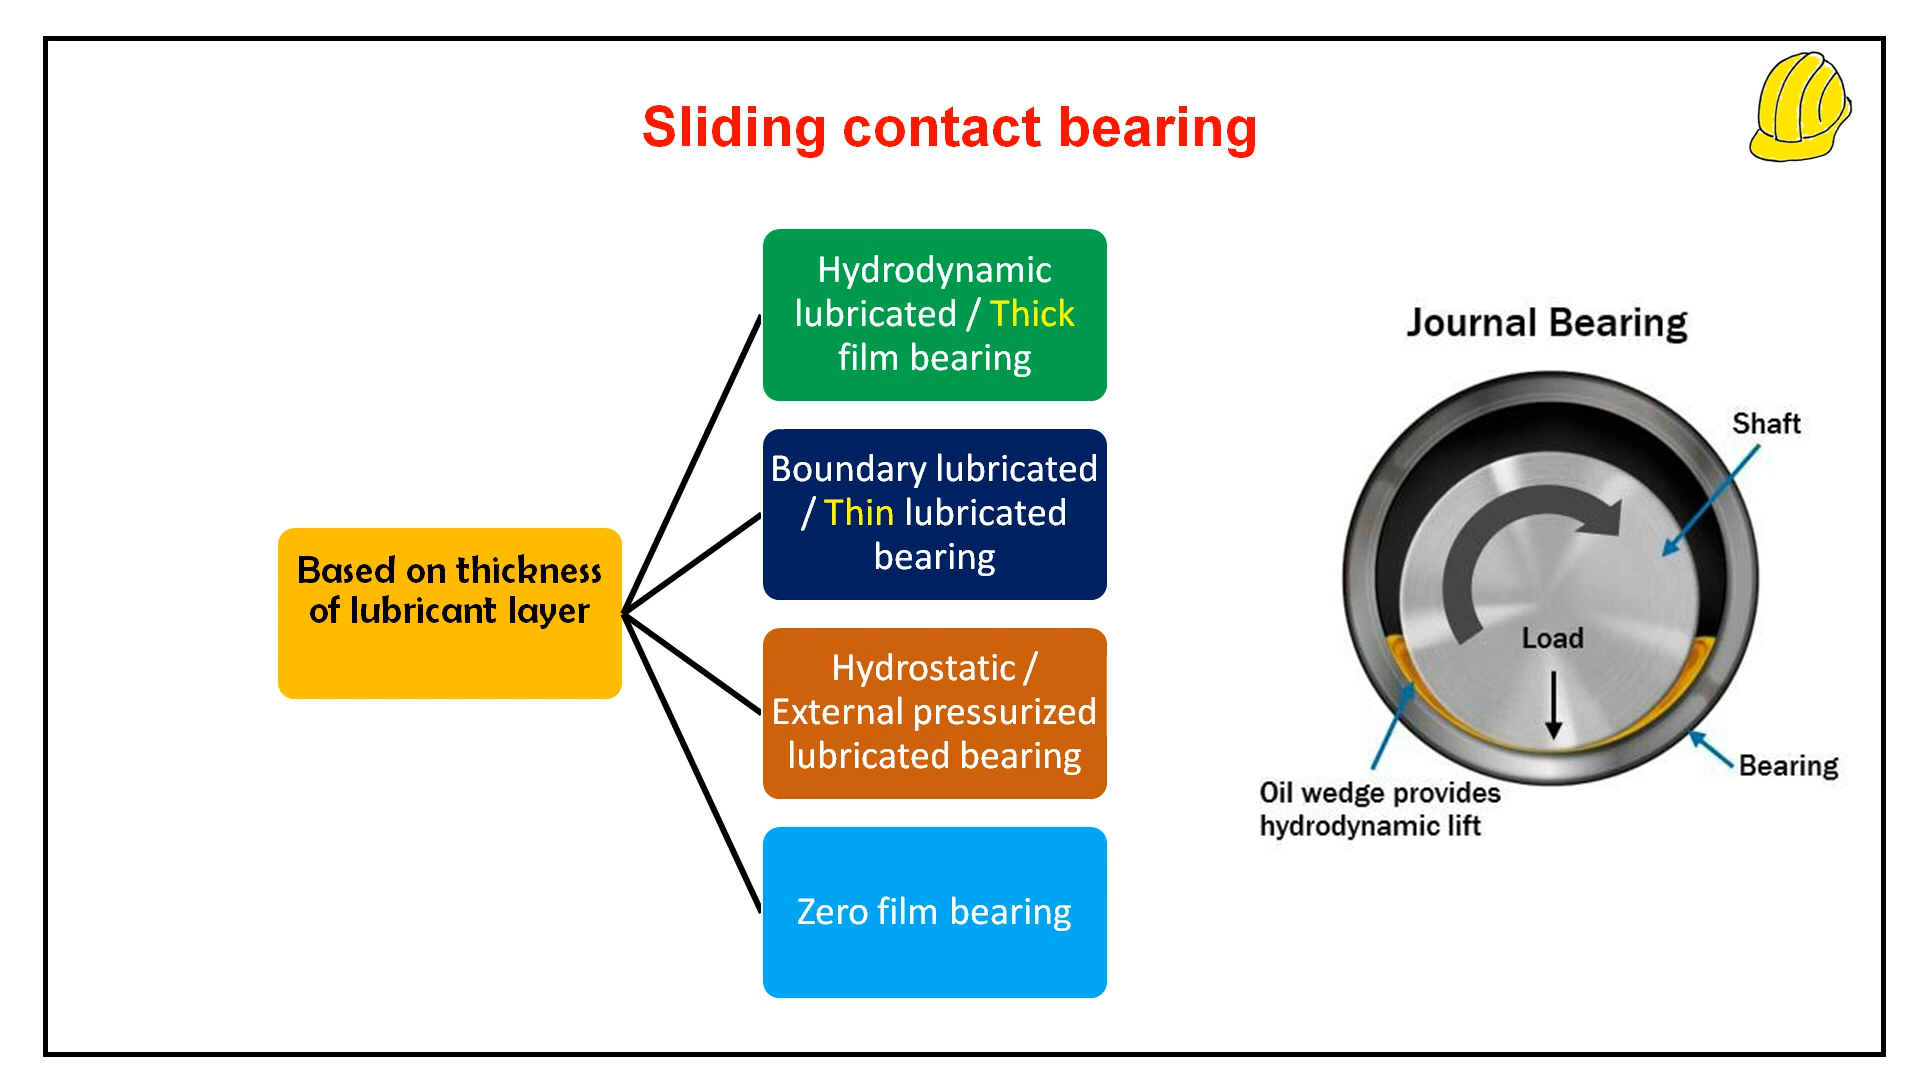 Sliding contact bearing
Based on thickness
of lubricant layer
Hydrodynamic
lubricated / Thick
film bearing
Boundary lubricated
/ Thin lubricated
bearing
Hydrostatic /
External pressurized
lubricated bearing
Zero film bearing
Journal Bearing
Shaft
Load
Bearing
Oil wedge provides
hydrodynamic lift